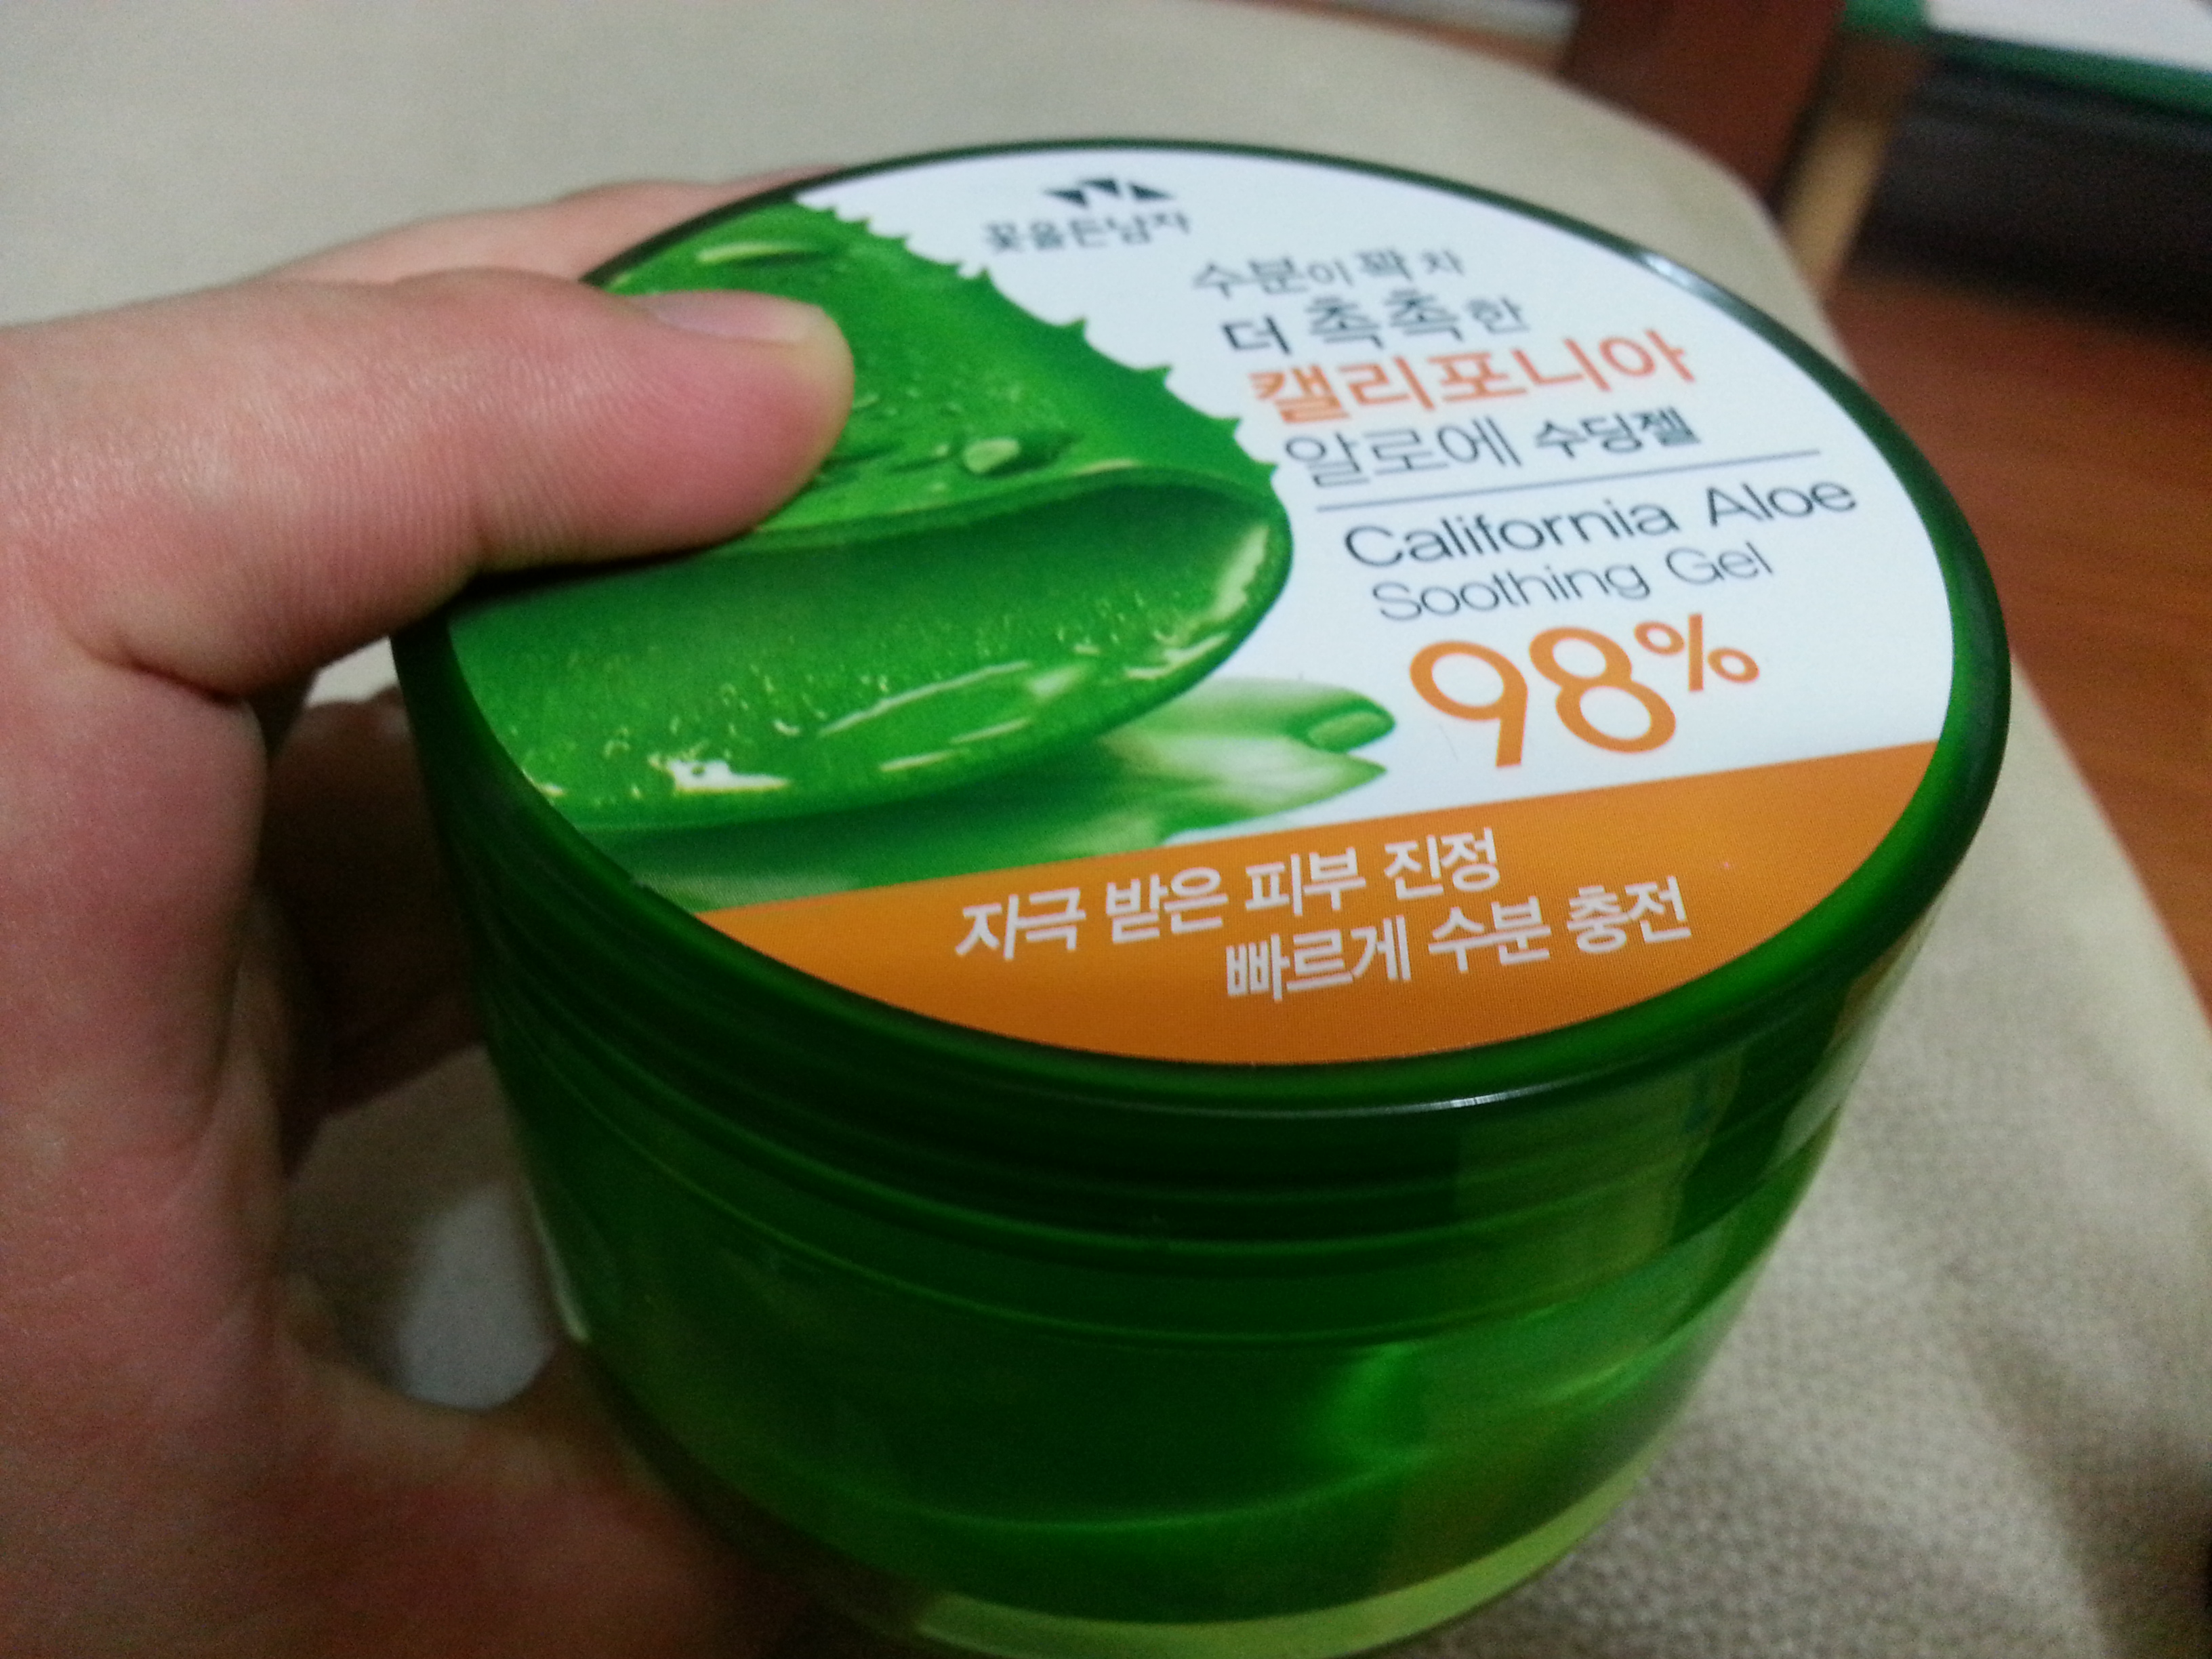 꽃을든남자
수분이 꽉 차
더 촉촉한
캘리포니아
알로에 수딩젤
California Aloe
Soothing Gel
98%
자극 받은 피부 진정
빠르게 수분 충전